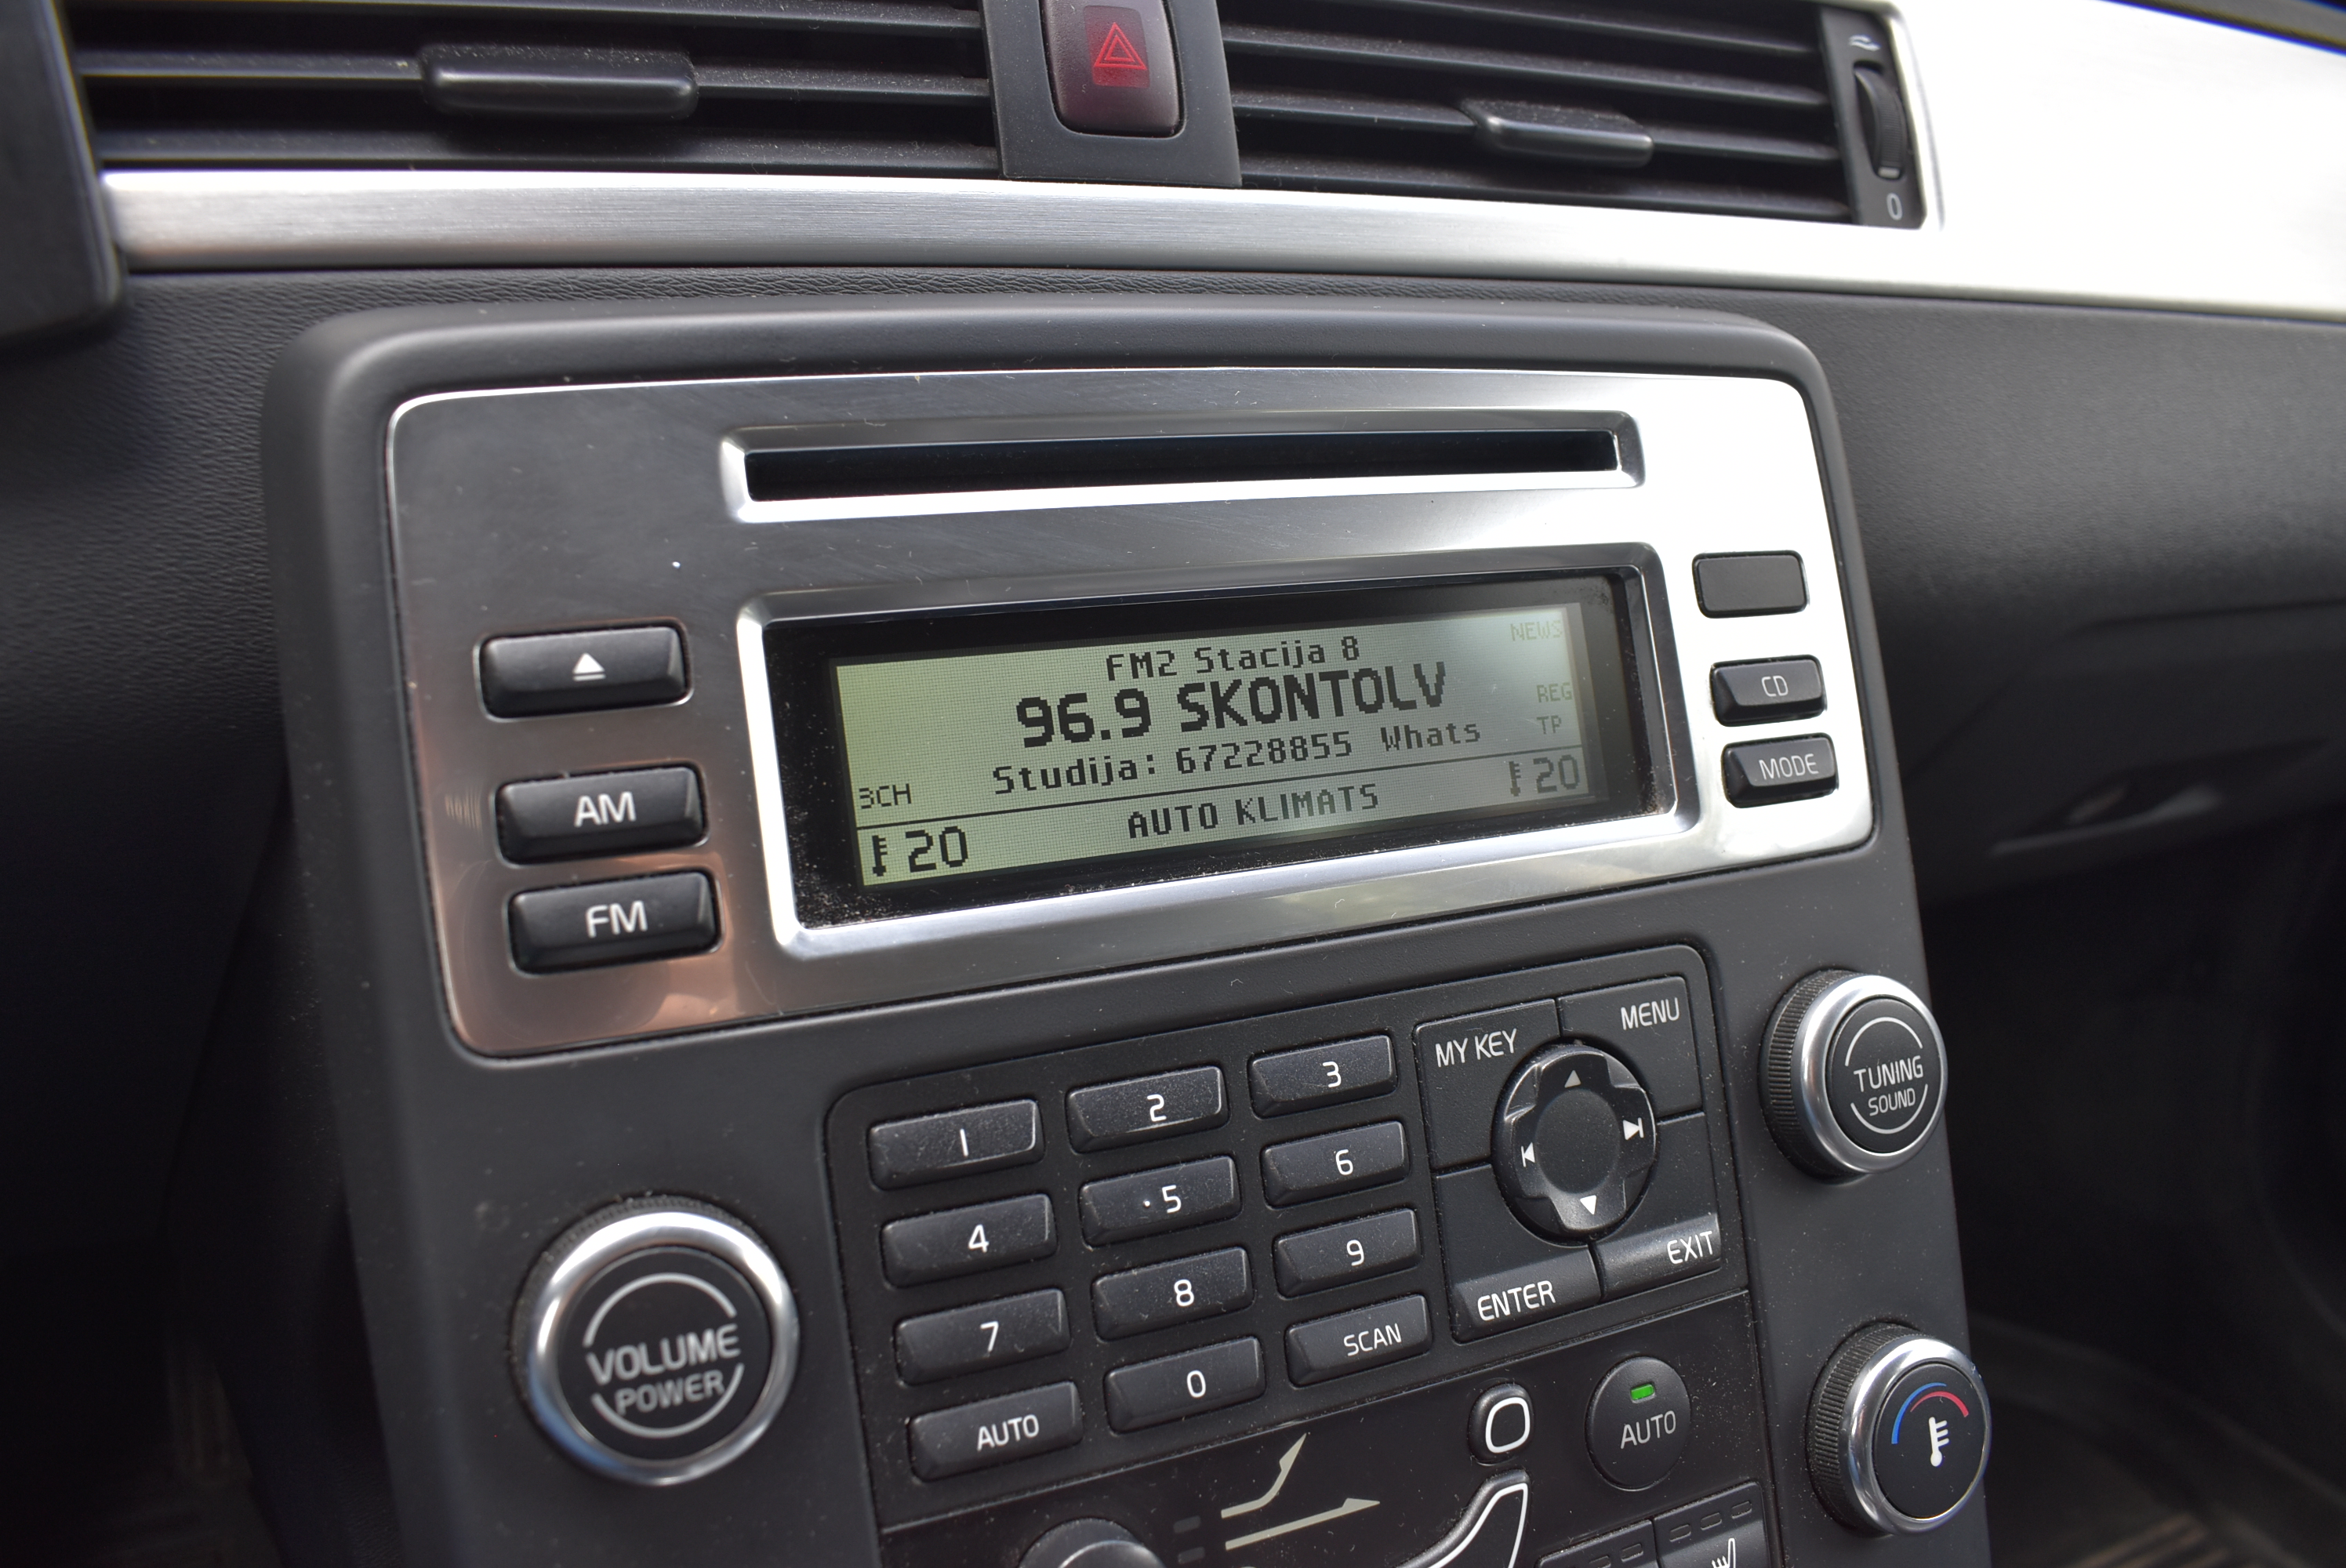 0
FM2 Stacija 8
NEWS
96.9 SKONTOLV
REG
Studija: 67228855 Whats
TP
3CH
20
AUTO KLIMATS
20
CD
MODE
AM
FM
MY KEY
MENU
1
2
3
4
5
6
7
8
9
AUTO
0
SCAN
ENTER
EXIT
TUNING
SOUND
VOLUME
POWER
AUTO